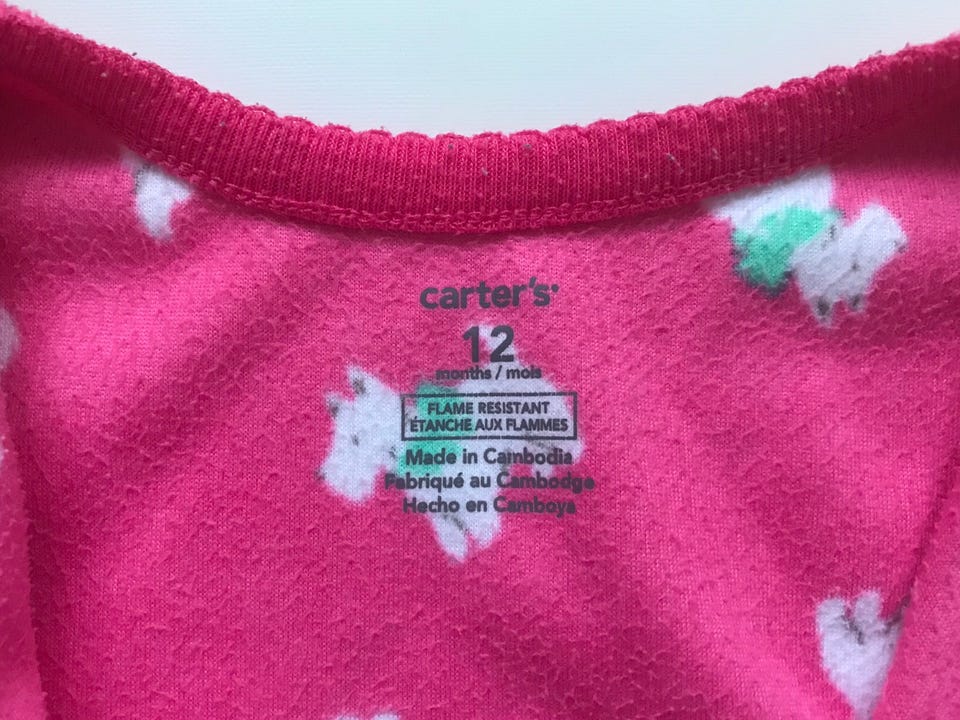 carter's
12
months / mois
FLAME RESISTANT
ÉTANCHE AUX FLAMMES
Made in Cambodia
Fabriqué au Cambodge
Hecho en Camboya